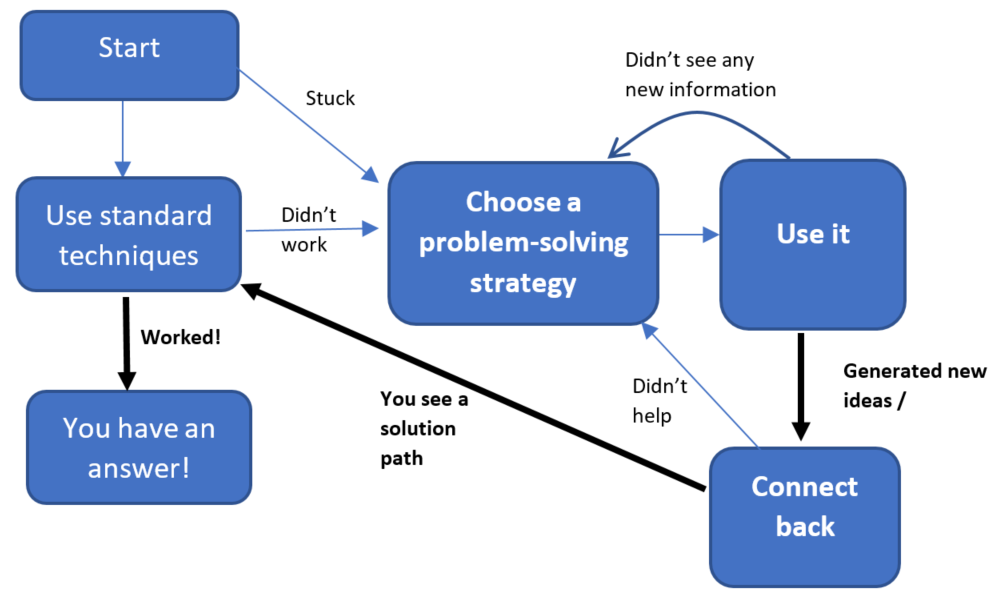 Start
Stuck
Didn’t see any
new information
Use standard
techniques
Didn’t
work
Choose a
problem-solving
strategy
Use it
Worked!
You have an
answer!
You see a
solution
path
Didn’t
help
Generated new
ideas /
Connect
back